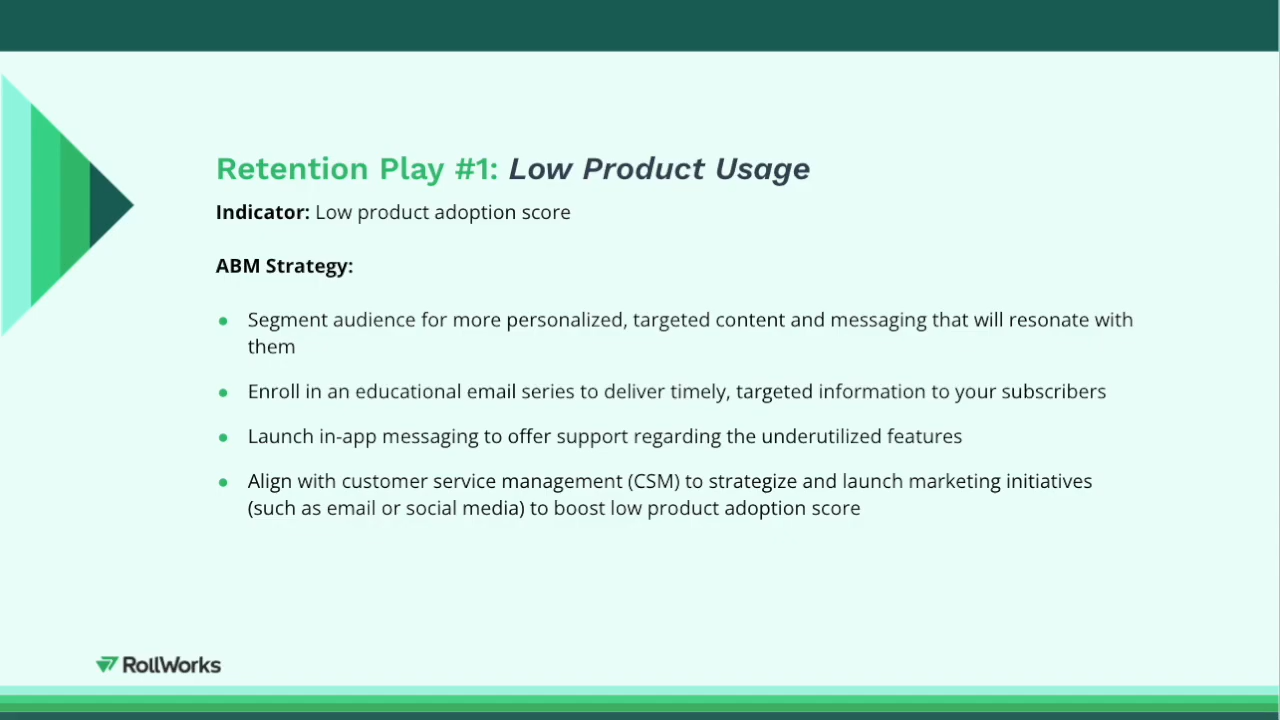 Retention Play #1: Low Product Usage
Indicator: Low product adoption score
ABM Strategy:
● Segment audience for more personalized, targeted content and messaging that will resonate with
them
● Enroll in an educational email series to deliver timely, targeted information to your subscribers
● Launch in-app messaging to offer support regarding the underutilized features
● Align with customer service management (CSM) to strategize and launch marketing initiatives
(such as email or social media) to boost low product adoption score
RollWorks